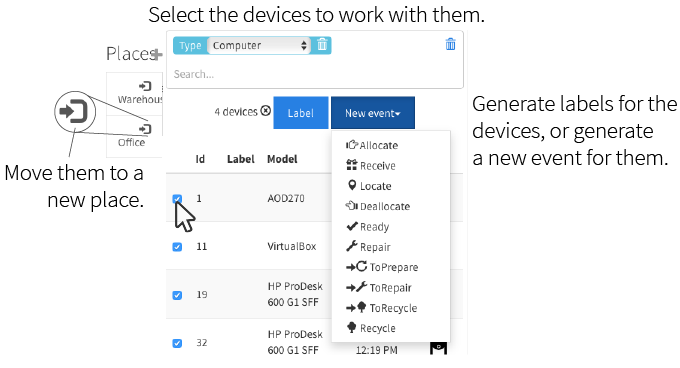 Select the devices to work with them.
Places
Type Computer
Search...
Warehous
Office
Move them to a
new place.
4 devices Label New event
Generate labels for the
devices, or generate
a new event for them.
Id Label Model
1 AOD270
11 VirtualBox
19 HP ProDesk
600 G1 SFF
32 HP ProDesk
600 G1 SFF
12:19 PM
Allocate
Receive
Locate
Deallocate
Ready
Repair
ToPrepare
ToRepair
ToRecycle
Recycle